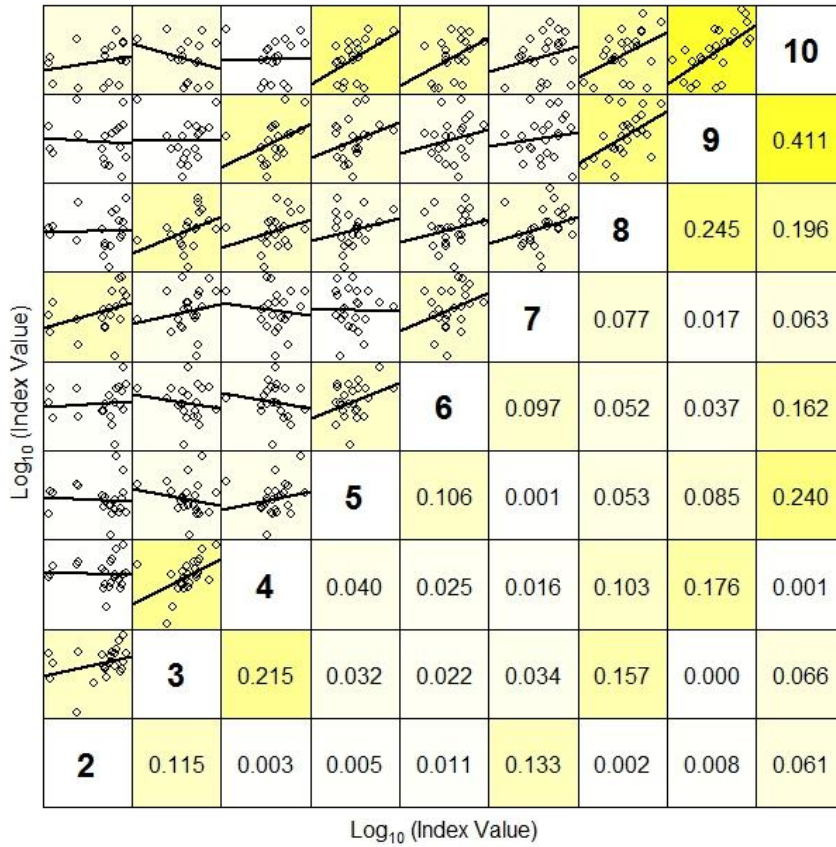 10
9 0.411
8 0.245 0.196
7 0.077 0.017 0.063
6 0.097 0.052 0.037 0.162
5 0.106 0.001 0.053 0.085 0.240
4 0.040 0.025 0.016 0.103 0.176 0.001
3 0.215 0.032 0.022 0.034 0.157 0.000 0.066
2 0.115 0.003 0.005 0.011 0.133 0.002 0.008 0.061
Log₁₀ (Index Value)
Log₁₀ (Index Value)